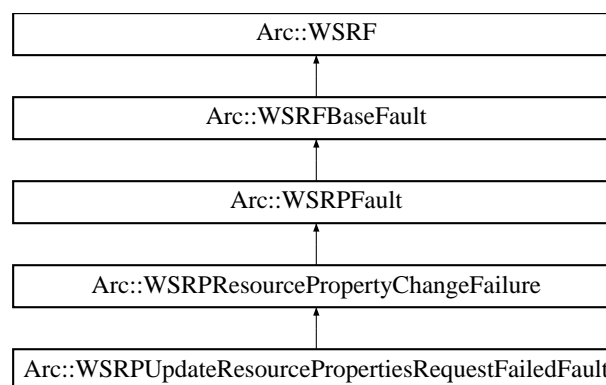 Arc::WSRF
Arc::WSRFBaseFault
Arc::WSRPFault
Arc::WSRPResourcePropertyChangeFailure
Arc::WSRPUpdateResourcePropertiesRequestFailedFault